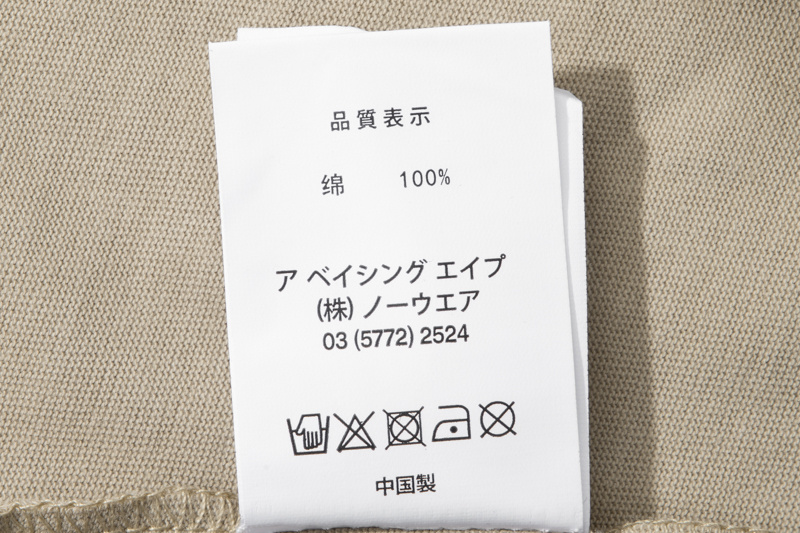 品質表示
绵 100%
ア ベイシング エイプ
(株) ノーウエア
03 (5772) 2524
中国製